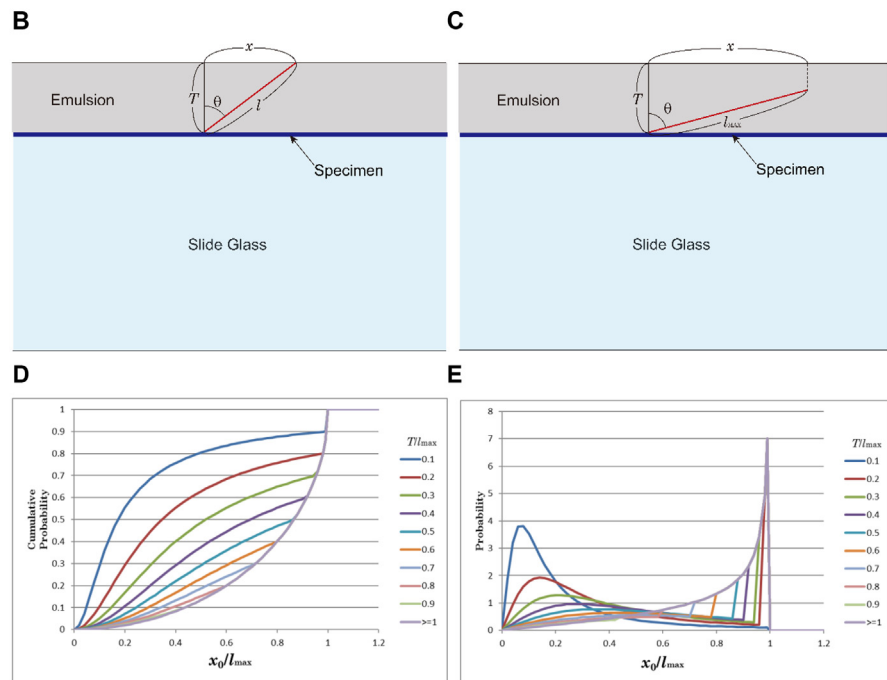 B
x
T
θ
l
Emulsion
Specimen
Slide Glass
C
x
T
θ
lMAX
Emulsion
Specimen
Slide Glass
D
1
0.9
0.8
0.7
0.6
0.5
0.4
0.3
0.2
0.1
0
Cumulative
Probability
0 0.2 0.4 0.6 0.8 1 1.2
x0/lmax
T/lmax
0.1
0.2
0.3
0.4
0.5
0.6
0.7
0.8
0.9
>=1
E
8
7
6
5
4
3
2
1
0
Probability
0 0.2 0.4 0.6 0.8 1 1.2
x0/lmax
T/lmax
0.1
0.2
0.3
0.4
0.5
0.6
0.7
0.8
0.9
>=1